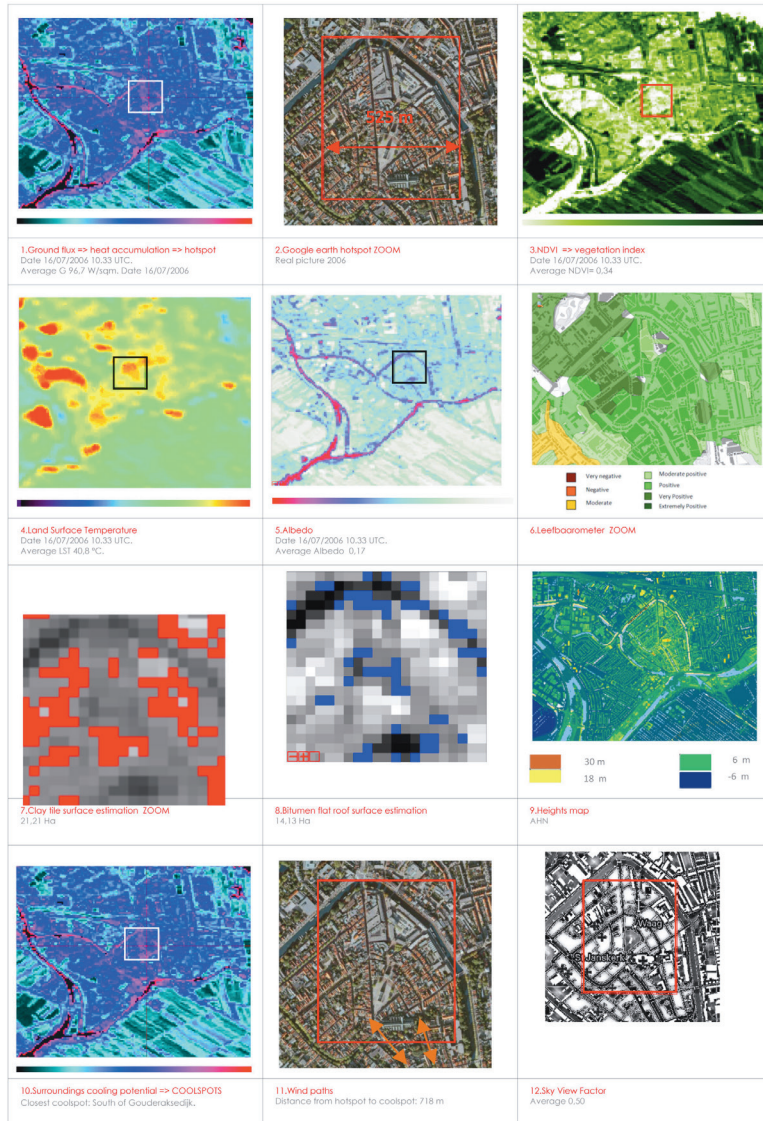 525 m
1.Ground flux => heat accumulation => hotspot
Date 16/07/2006 10.33 UTC.
Average G 96,7 W/sqm. Date 16/07/2006
2.Google earth hotspot ZOOM
Real picture 2006
3.NDVI => vegetation index
Date 16/07/2006 10.33 UTC.
Average NDVI= 0,34
Very negative
Negative
Moderate
Moderate positive
Positive
Very Positive
Extremely Positive
4.Land Surface Temperature
Date 16/07/2006 10.33 UTC.
Average LST 40,8 ºC.
5.Albedo
Date 16/07/2006 10.33 UTC.
Average Albedo 0,17
6.Leefbaarometer ZOOM
30 m
18 m
6 m
-6 m
7.Clay tile surface estimation ZOOM
21,21 Ha
8.Bitumen flat roof surface estimation
14,13 Ha
9.Heights map
AHN
Waag
St Janskerk
10.Surroundings cooling potential => COOLSPOTS
Closest coolspot: South of Gouderaksedijk.
11.Wind paths
Distance from hotspot to coolspot: 718 m
12.Sky View Factor
Average 0,50